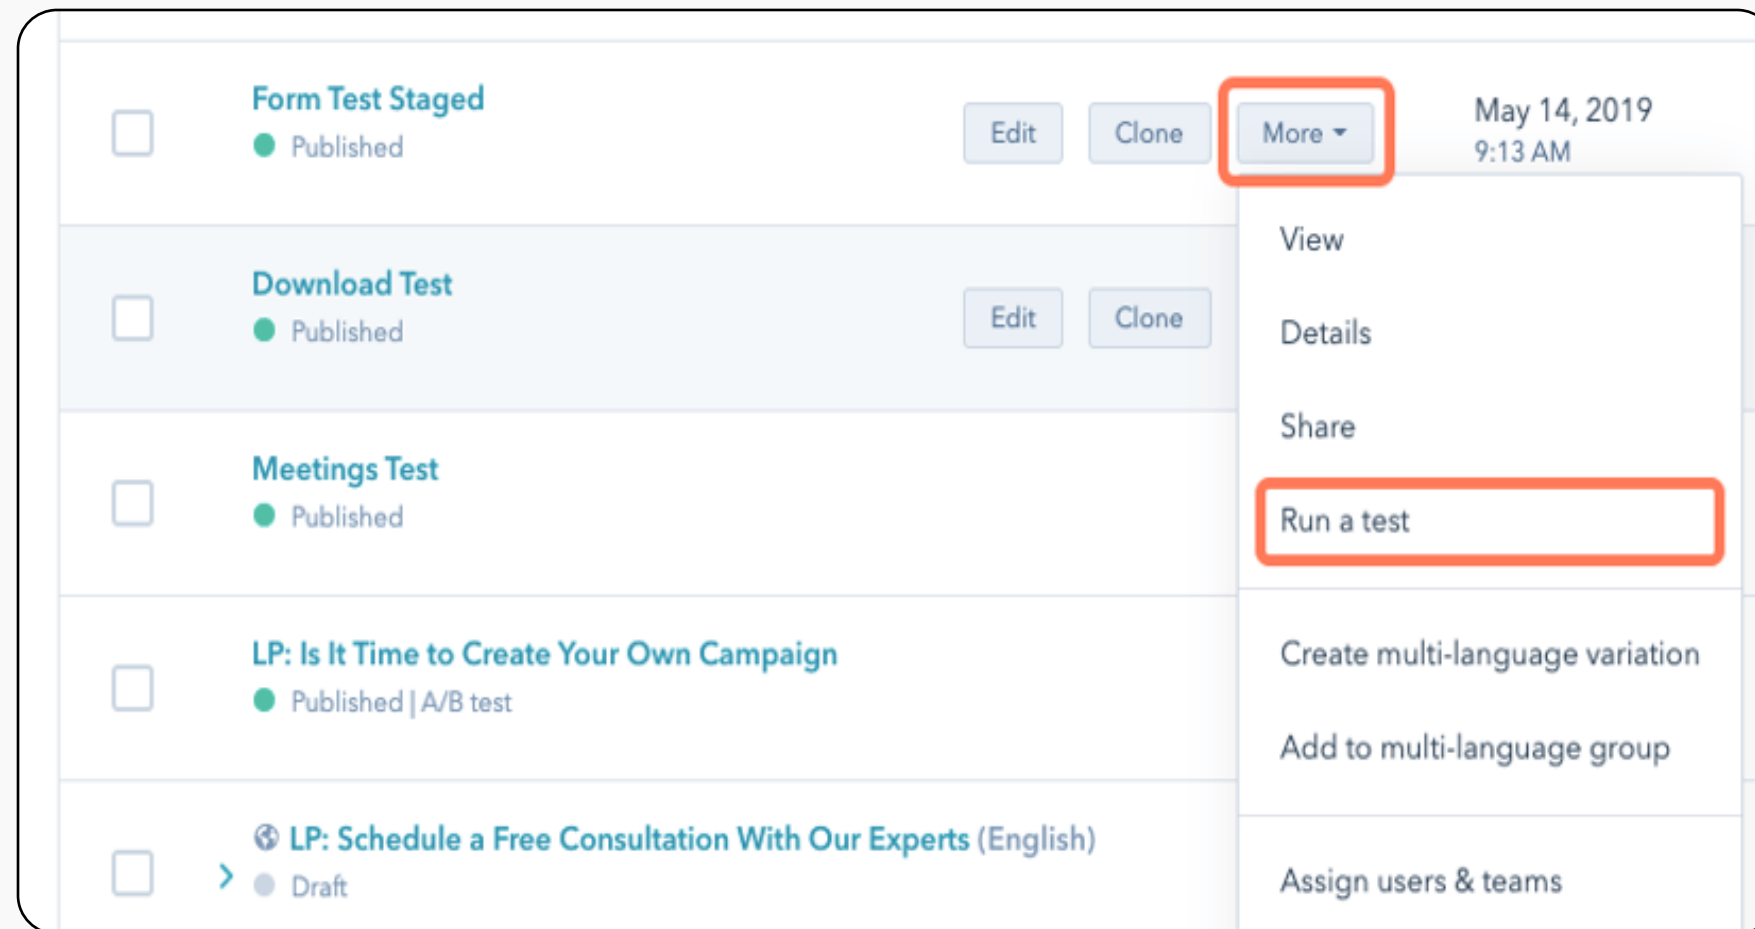 Form Test Staged
Published
Edit
Clone
More
May 14, 2019
9:13 AM
View
Details
Share
Run a test
Create multi-language variation
Add to multi-language group
Assign users & teams
Download Test
Published
Edit
Clone
Meetings Test
Published
LP: Is It Time to Create Your Own Campaign
Published | A/B test
LP: Schedule a Free Consultation With Our Experts (English)
Draft